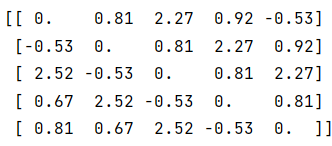 [[ 0. 0.81 2.27 0.92 -0.53]
[-0.53 0. 0.81 2.27 0.92]
[ 2.52 -0.53 0. 0.81 2.27]
[ 0.67 2.52 -0.53 0. 0.81]
[ 0.81 0.67 2.52 -0.53 0. ]]